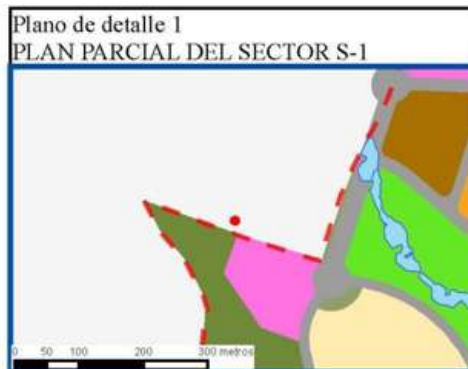 Plano de detalle 1
PLAN PARCIAL DEL SECTOR S-1
0 50 100 200 300 metros